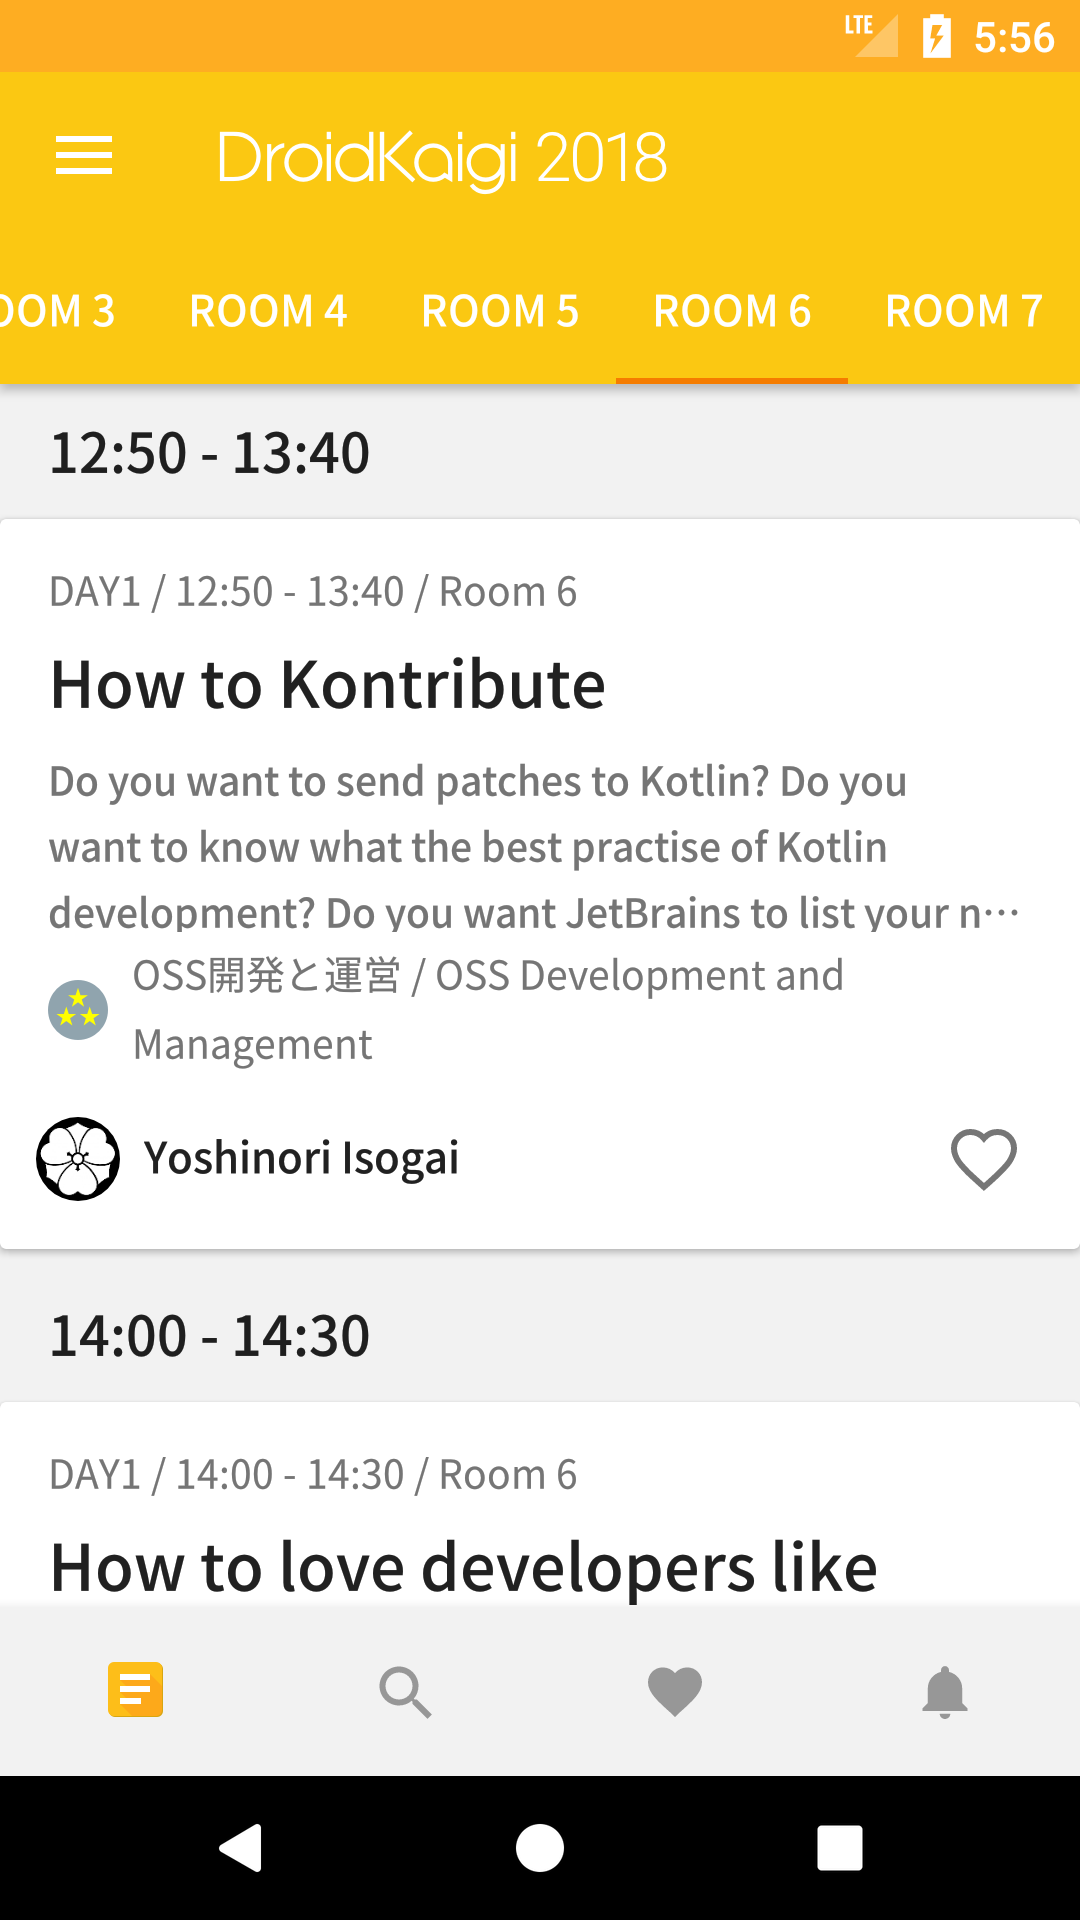 LTE 5:56
DroidKaigi 2018
OOM 3 ROOM 4 ROOM 5 ROOM 6 ROOM 7
12:50 - 13:40
DAY1 / 12:50 - 13:40 / Room 6
How to Kontribute
Do you want to send patches to Kotlin? Do you
want to know what the best practise of Kotlin
development? Do you want JetBrains to list your n…
OSS開発と運営 / OSS Development and
Management
Yoshinori Isogai
14:00 - 14:30
DAY1 / 14:00 - 14:30 / Room 6
How to love developers like